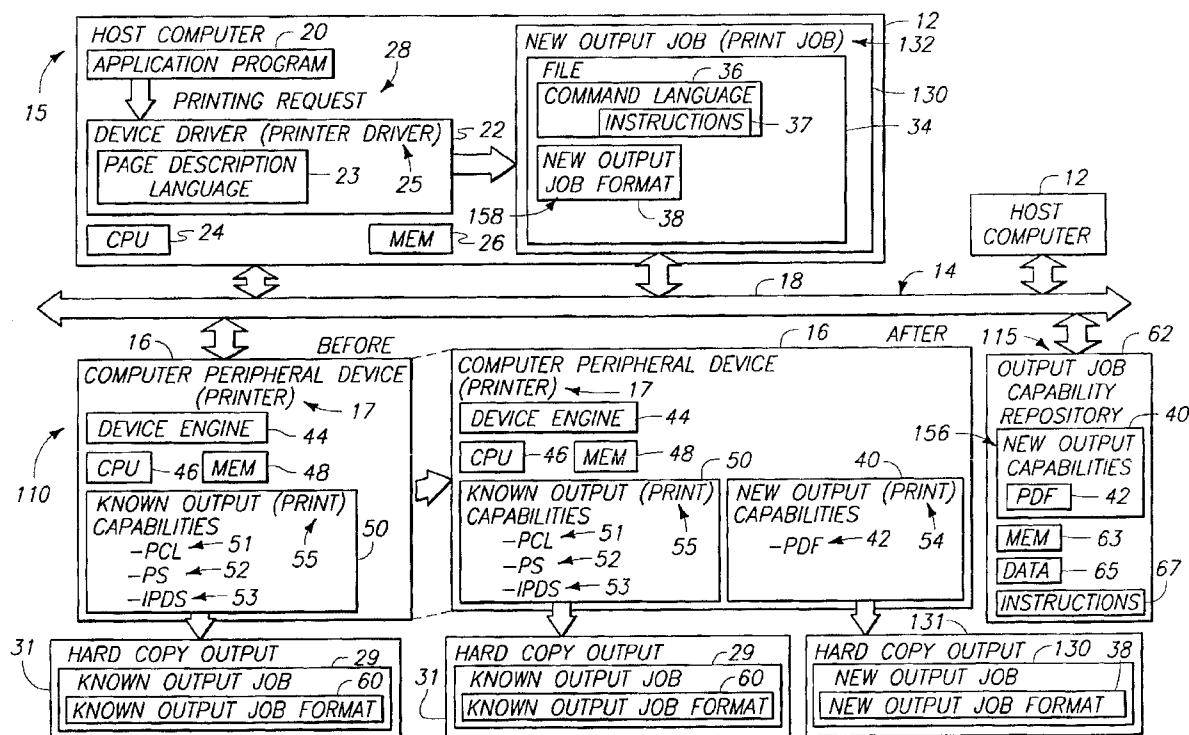 HOST COMPUTER
20
APPLICATION PROGRAM
15
28
PRINTING REQUEST
DEVICE DRIVER (PRINTER DRIVER)
22
PAGE DESCRIPTION
LANGUAGE
23
25
CPU
24
MEM
26
12
NEW OUTPUT JOB (PRINT JOB)
132
FILE
36
COMMAND LANGUAGE
130
INSTRUCTIONS
37
34
NEW OUTPUT
JOB FORMAT
158
38
12
HOST
COMPUTER
18
14
16
BEFORE
COMPUTER PERIPHERAL DEVICE
(PRINTER)
17
DEVICE ENGINE
44
110
CPU
46
MEM
48
KNOWN OUTPUT (PRINT)
CAPABILITIES
50
-PCL
51
55
-PS
52
-IPDS
53
16
AFTER
COMPUTER PERIPHERAL DEVICE
(PRINTER)
17
DEVICE ENGINE
44
CPU
46
MEM
48
50
40
KNOWN OUTPUT (PRINT)
CAPABILITIES
-PCL
51
55
-PS
52
-IPDS
53
NEW OUTPUT (PRINT)
CAPABILITIES
-PDF
42
54
115
62
OUTPUT JOB
CAPABILITY
REPOSITORY
40
156
NEW OUTPUT
CAPABILITIES
PDF
42
MEM
63
DATA
65
67
INSTRUCTIONS
31
HARD COPY OUTPUT
29
KNOWN OUTPUT JOB
60
KNOWN OUTPUT JOB FORMAT
31
HARD COPY OUTPUT
29
KNOWN OUTPUT JOB
60
KNOWN OUTPUT JOB FORMAT
131
HARD COPY OUTPUT
130
38
NEW OUTPUT JOB
NEW OUTPUT JOB FORMAT